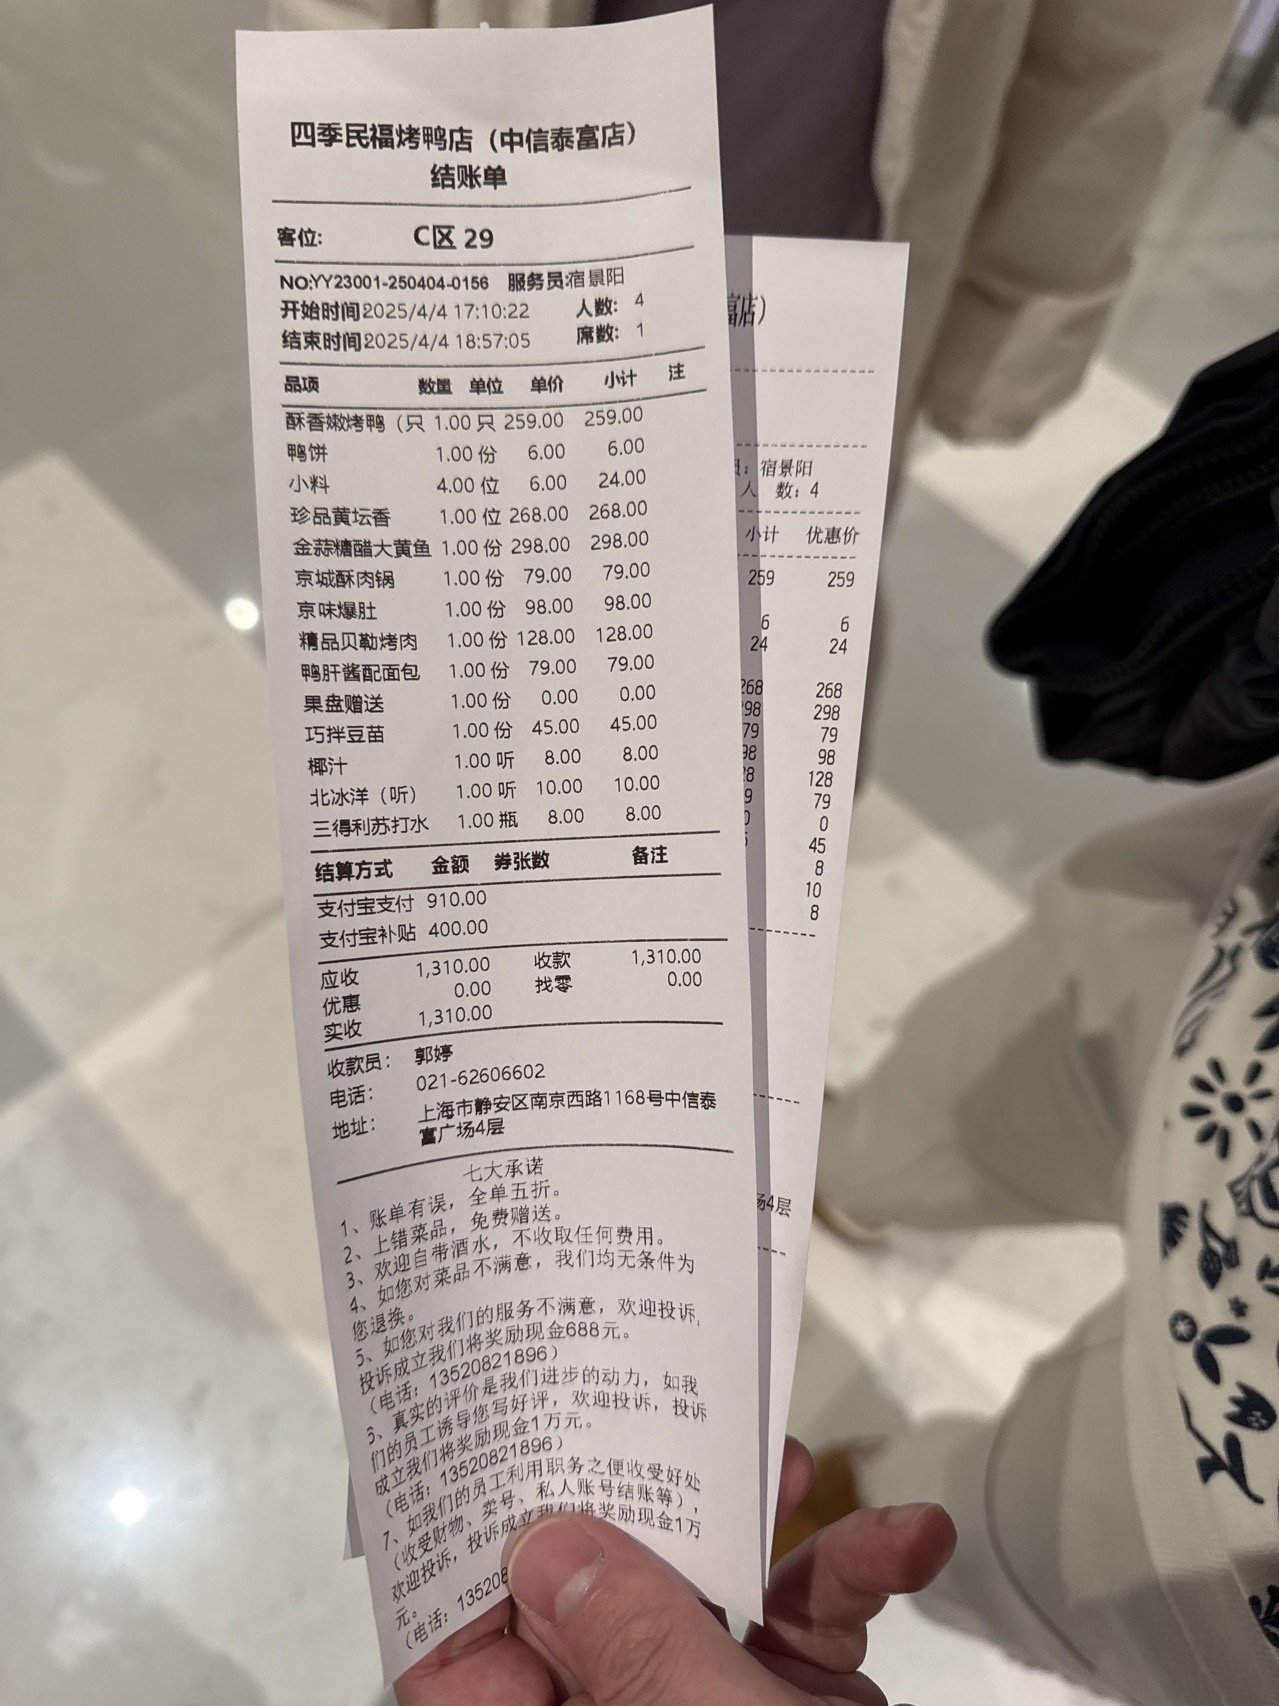 四季民福烤鸭店（中信泰富店）
结账单
客位: C区 29
NO:YY23001-250404-0156 服务员:宿景阳
开始时间2025/4/4 17:10:22 人数: 4
结束时间2025/4/4 18:57:05 席数: 1
品项 数量 单位 单价 小计 注
酥香嫩烤鸭（只 1.00 只 259.00 259.00
鸭饼 1.00 份 6.00 6.00
小料 4.00 位 6.00 24.00
珍品黄坛香 1.00 位 268.00 268.00
金蒜糖醋大黄鱼 1.00 份 298.00 298.00
京城酥肉锅 1.00 份 79.00 79.00
京味爆肚 1.00 份 98.00 98.00
精品贝勒烤肉 1.00 份 128.00 128.00
鸭肝酱配面包 1.00 份 79.00 79.00
果盘赠送 1.00 份 0.00 0.00
巧拌豆苗 1.00 份 45.00 45.00
椰汁 1.00 听 8.00 8.00
北冰洋（听） 1.00 听 10.00 10.00
三得利苏打水 1.00 瓶 8.00 8.00
结算方式 金额 券张数 备注
支付宝支付 910.00
支付宝补贴 400.00
应收 1,310.00 收款 1,310.00
优惠 0.00 找零 0.00
实收 1,310.00
收款员: 郭婷
电话: 021-62606602
地址: 上海市静安区南京西路1168号中信泰
富广场4层
七大承诺
1、账单有误，全单五折。
2、上错菜品，免费赠送。
3、欢迎自带酒水，不收取任何费用。
4、如您对菜品不满意，我们均无条件为
您退换。
5、如您对我们的服务不满意，欢迎投诉,
投诉成立我们将奖励现金688元。
（电话: 13520821896）
6、真实的评价是我们进步的动力，如我
们的员工诱导您写好评，欢迎投诉，投诉
成立我们将奖励现金1万元。
（电话: 13520821896）
7、如我们的员工利用职务之便收受好处
（收受财物、卖号、私人账号结账等）,
欢迎投诉，投诉成立我们将奖励现金1万
元。
（电话: 135208
富店）
: 宿景阳
人 数: 4
小计 优惠价
259 259
6 6
24 24
268 268
98 298
79 79
98 98
8 128
9 79
0
45
8
10
8
场4层